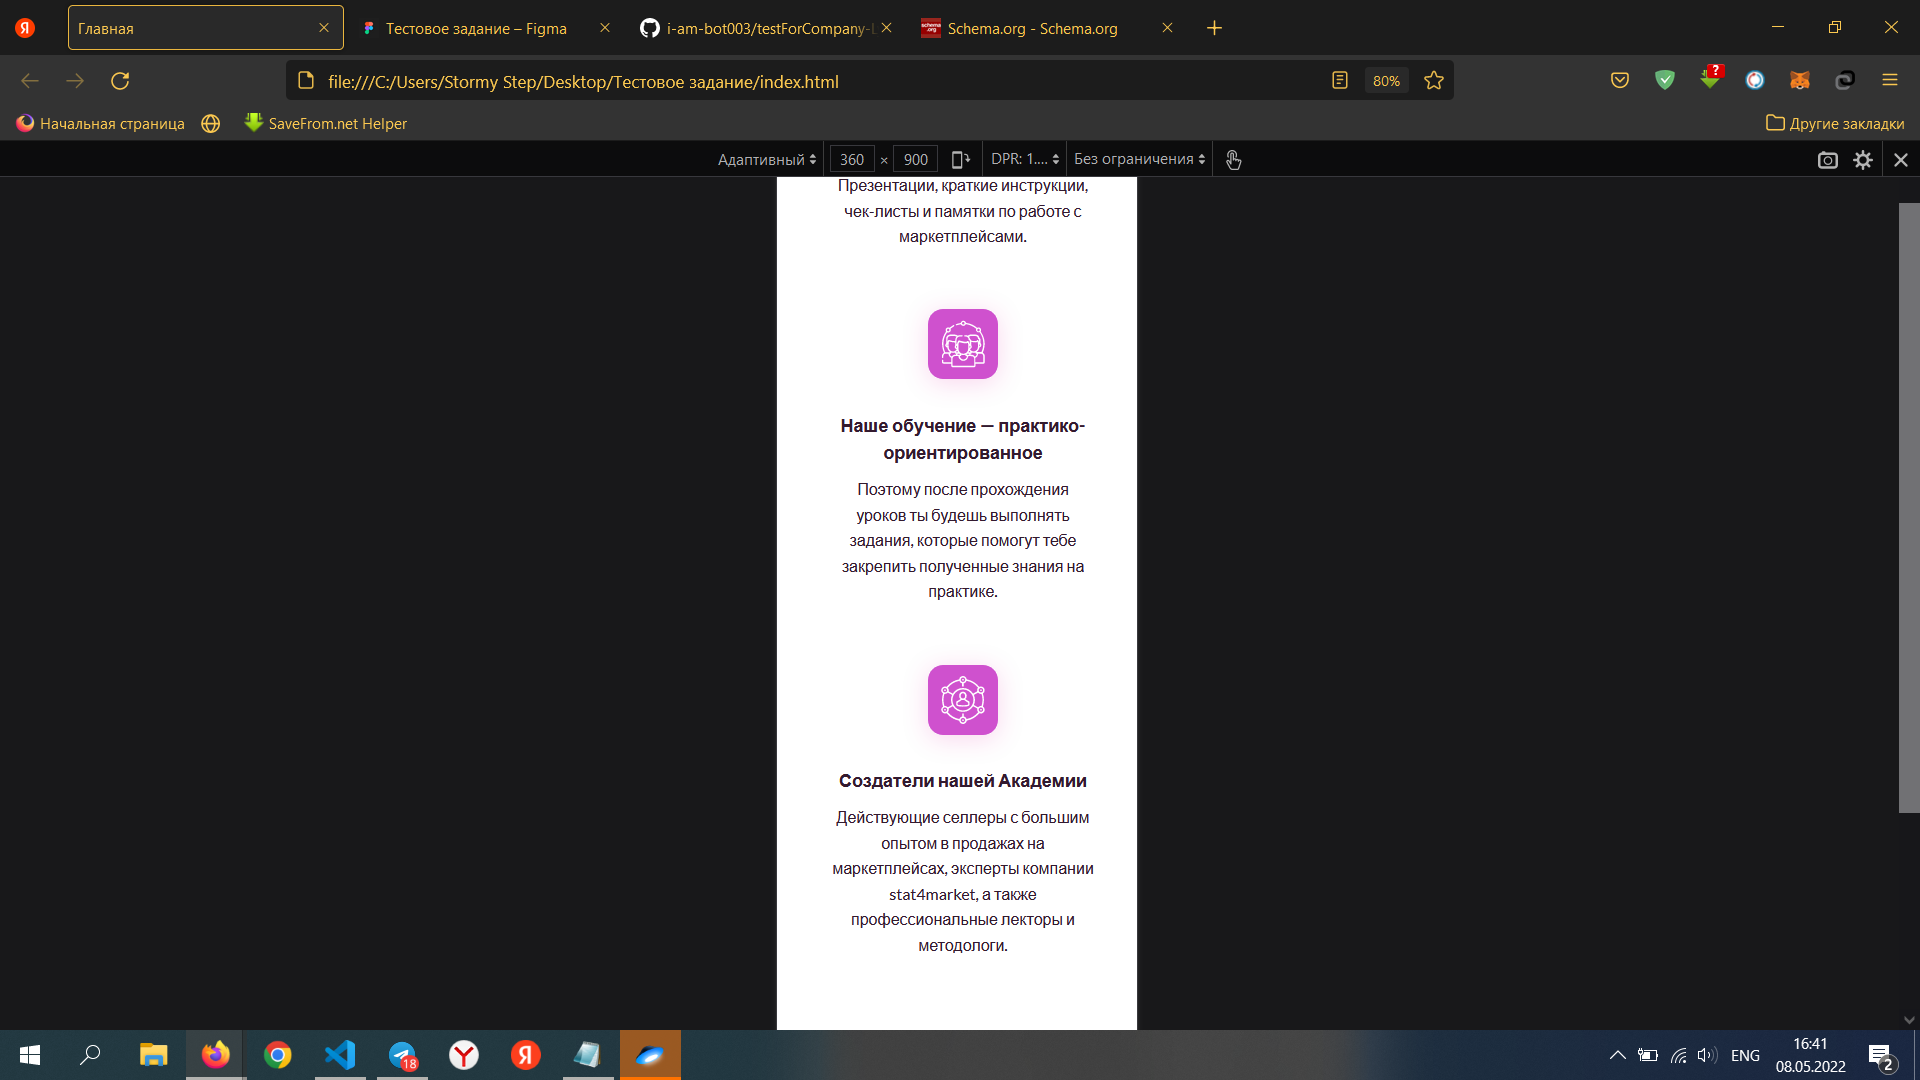 Главная
Тестовое задание – Figma
i-am-bot003/testForCompany-L
Schema.org - Schema.org
file:///C:/Users/Stormy Step/Desktop/Тестовое задание/index.html
80%
Начальная страница
SaveFrom.net Helper
Другие закладки
Адаптивный
360 × 900
DPR: 1....
Без ограничения
Презентации, краткие инструкции,
чек-листы и памятки по работе с
маркетплейсами.
Наше обучение — практико-
ориентированное
Поэтому после прохождения
уроков ты будешь выполнять
задания, которые помогут тебе
закрепить полученные знания на
практике.
Создатели нашей Академии
Действующие селлеры с большим
опытом в продажах на
маркетплейсах, эксперты компании
stat4market, а также
профессиональные лекторы и
методологи.
18
ENG
16:41
08.05.2022
2